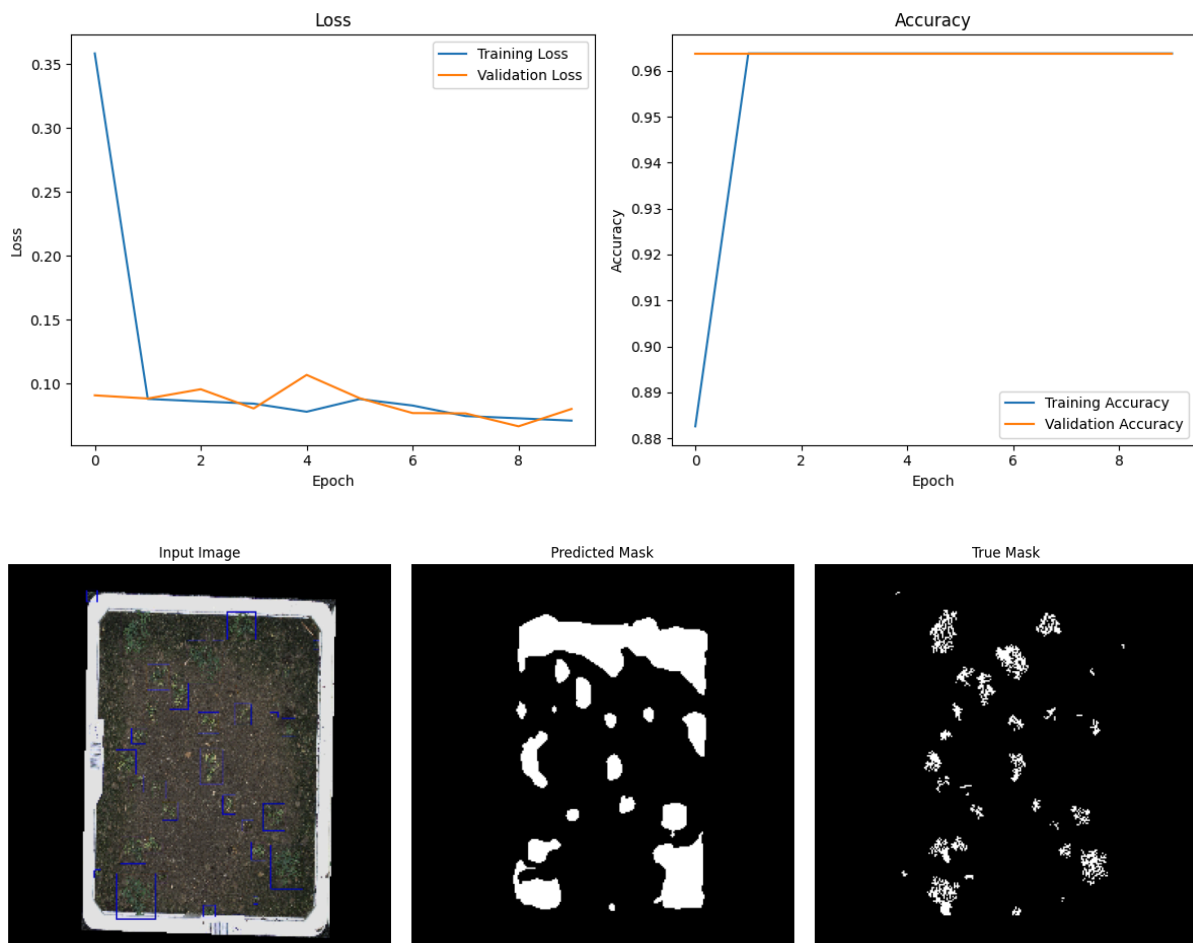 Loss
Training Loss
Validation Loss
0.35
0.30
0.25
0.20
0.15
0.10
Loss
0
2
4
6
8
Epoch
Accuracy
0.96
0.95
0.94
0.93
0.92
0.91
0.90
0.89
0.88
Accuracy
Training Accuracy
Validation Accuracy
0
2
4
6
8
Epoch
Input Image
Predicted Mask
True Mask